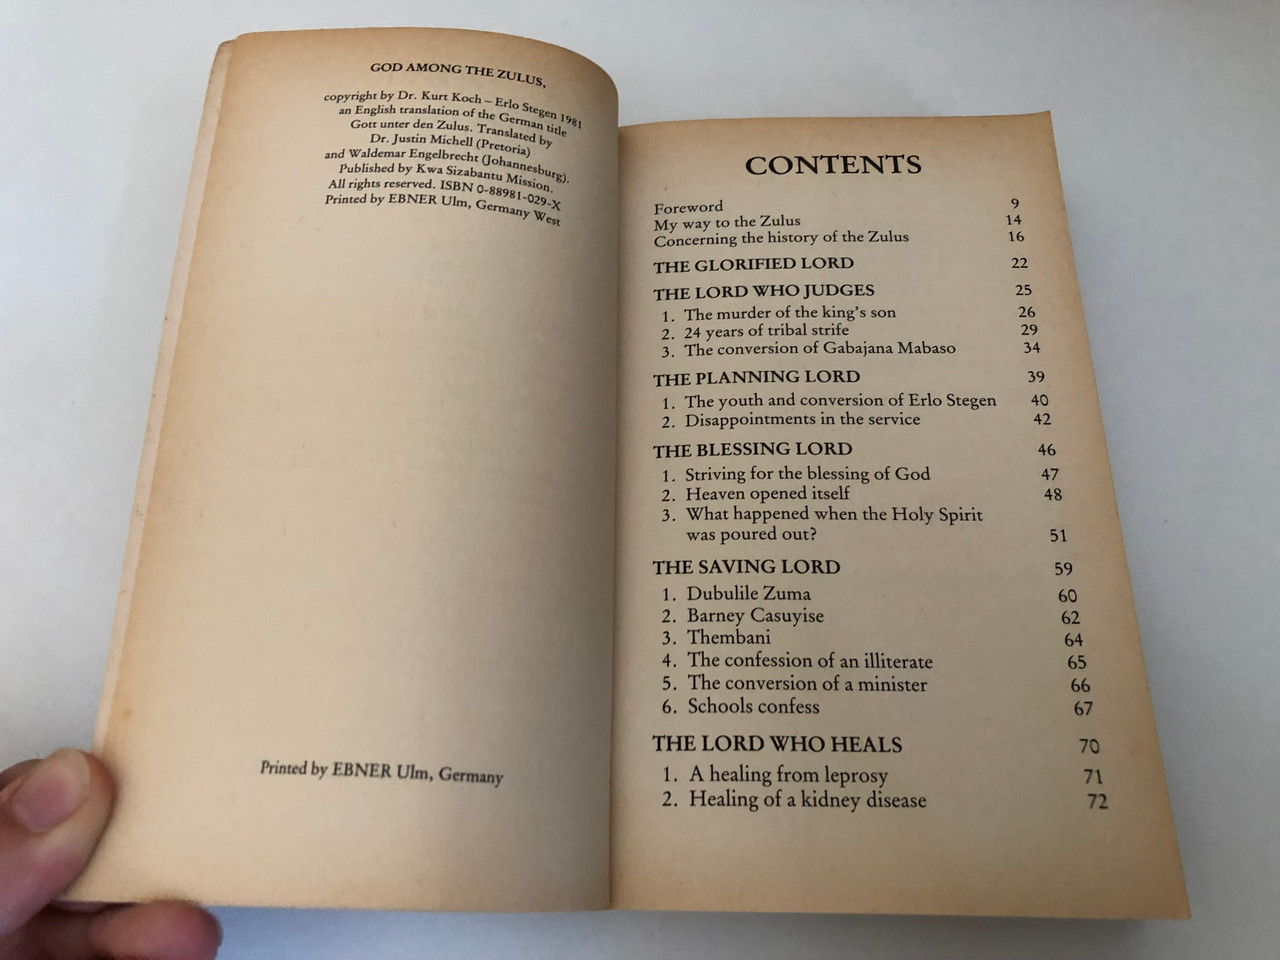 GOD AMONG THE ZULUS,
copyright by Dr. Kurt Koch – Erlo Stegen 1981
an English translation of the German title
Gott unter den Zulus. Translated by
Dr. Justin Michell (Pretoria)
and Waldemar Engelbrecht (Johannesburg).
Published by Kwa Sizabantu Mission.
All rights reserved. ISBN 0-88981-029-X
Printed by EBNER Ulm, Germany West
Printed by EBNER Ulm, Germany
CONTENTS
Foreword 9
My way to the Zulus 14
Concerning the history of the Zulus 16
THE GLORIFIED LORD 22
THE LORD WHO JUDGES 25
1. The murder of the king's son 26
2. 24 years of tribal strife 29
3. The conversion of Gabajana Mabaso 34
THE PLANNING LORD 39
1. The youth and conversion of Erlo Stegen 40
2. Disappointments in the service 42
THE BLESSING LORD 46
1. Striving for the blessing of God 47
2. Heaven opened itself 48
3. What happened when the Holy Spirit
was poured out? 51
THE SAVING LORD 59
1. Dubulile Zuma 60
2. Barney Casuyise 62
3. Thembani 64
4. The confession of an illiterate 65
5. The conversion of a minister 66
6. Schools confess 67
THE LORD WHO HEALS 70
1. A healing from leprosy 71
2. Healing of a kidney disease 72